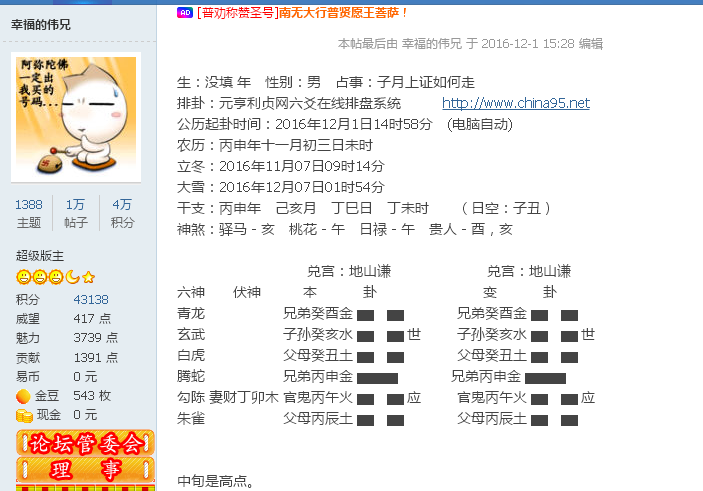 幸福的伟兄
阿弥陀佛
一定出
我买的
号码...
1388 1万 4万
主题 帖子 积分
超级版主
积分 43138
威望 417 点
魅力 3739 点
贡献 1391 点
易币 0 元
金豆 543 枚
现金 0 元
论坛管委会
理 事
AD [普劝称赞圣号]南无大行普贤愿王菩萨！
本帖最后由 幸福的伟兄 于 2016-12-1 15:28 编辑
生：没填 年 性别：男 占事：子月上证如何走
排卦：元亨利贞网六爻在线排盘系统 http://www.china95.net
公历起卦时间：2016年12月1日14时58分 (电脑自动)
农历：丙申年十一月初三日未时
立冬：2016年11月07日09时14分
大雪：2016年12月07日01时54分
干支：丙申年 己亥月 丁巳日 丁未时 （日空：子丑）
神煞：驿马－亥 桃花－午 日禄－午 贵人－酉，亥
兑宫：地山谦 兑宫：地山谦
六神 伏神 本 卦 变 卦
青龙 兄弟癸酉金 兄弟癸酉金
玄武 子孙癸亥水 世 子孙癸亥水 世
白虎 父母癸丑土 父母癸丑土
腾蛇 兄弟丙申金 兄弟丙申金
勾陈 妻财丁卯木 官鬼丙午火 应 官鬼丙午火 应
朱雀 父母丙辰土 父母丙辰土
中旬是高点。